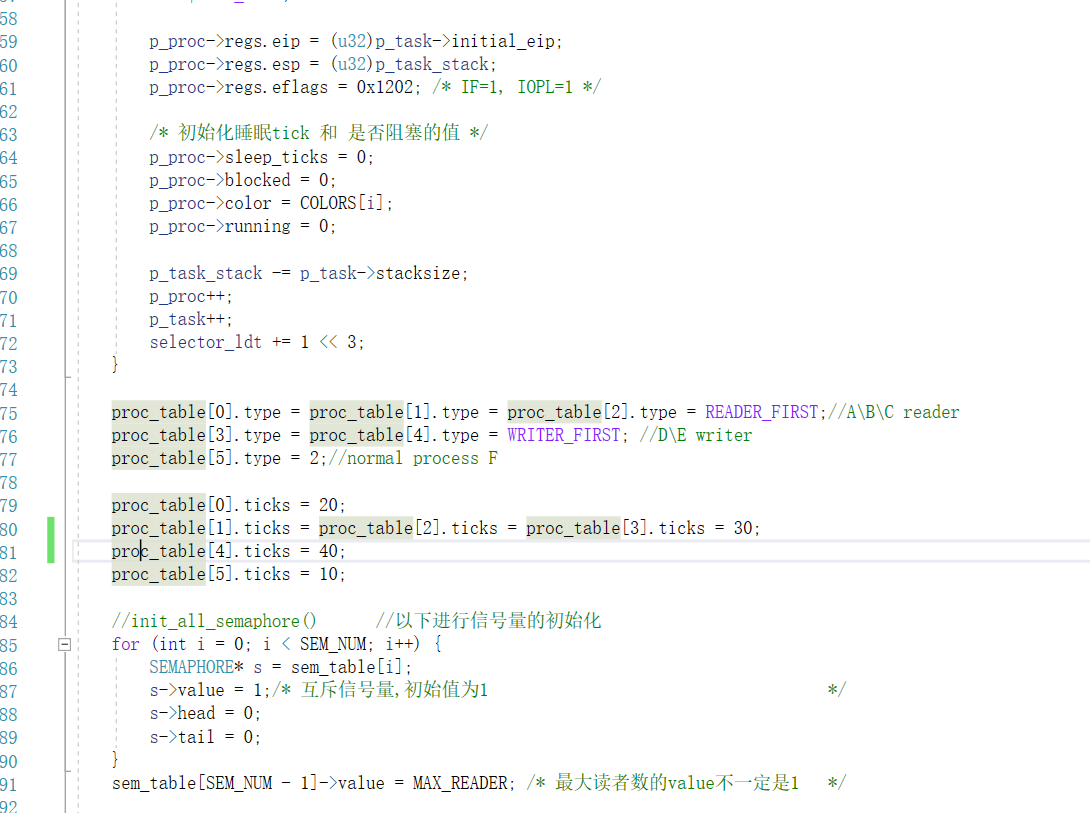 58
59 p_proc->regs.eip = (u32)p_task->initial_eip;
60 p_proc->regs.esp = (u32)p_task_stack;
61 p_proc->regs.eflags = 0x1202; /* IF=1, IOPL=1 */
62
63 /* 初始化睡眠tick 和 是否阻塞的值 */
64 p_proc->sleep_ticks = 0;
65 p_proc->blocked = 0;
66 p_proc->color = COLORS[i];
67 p_proc->running = 0;
68
69 p_task_stack -= p_task->stacksize;
70 p_proc++;
71 p_task++;
72 selector_ldt += 1 << 3;
73 }
74
75 proc_table[0].type = proc_table[1].type = proc_table[2].type = READER_FIRST;//A\B\C reader
76 proc_table[3].type = proc_table[4].type = WRITER_FIRST; //D\E writer
77 proc_table[5].type = 2;//normal process F
78
79 proc_table[0].ticks = 20;
80 proc_table[1].ticks = proc_table[2].ticks = proc_table[3].ticks = 30;
81 proc_table[4].ticks = 40;
82 proc_table[5].ticks = 10;
83
84 //init_all_semaphore() //以下进行信号量的初始化
85 for (int i = 0; i < SEM_NUM; i++) {
86 SEMAPHORE* s = sem_table[i];
87 s->value = 1;/* 互斥信号量,初始值为1 */
88 s->head = 0;
89 s->tail = 0;
90 }
91 sem_table[SEM_NUM - 1]->value = MAX_READER; /* 最大读者数的value不一定是1 */
92